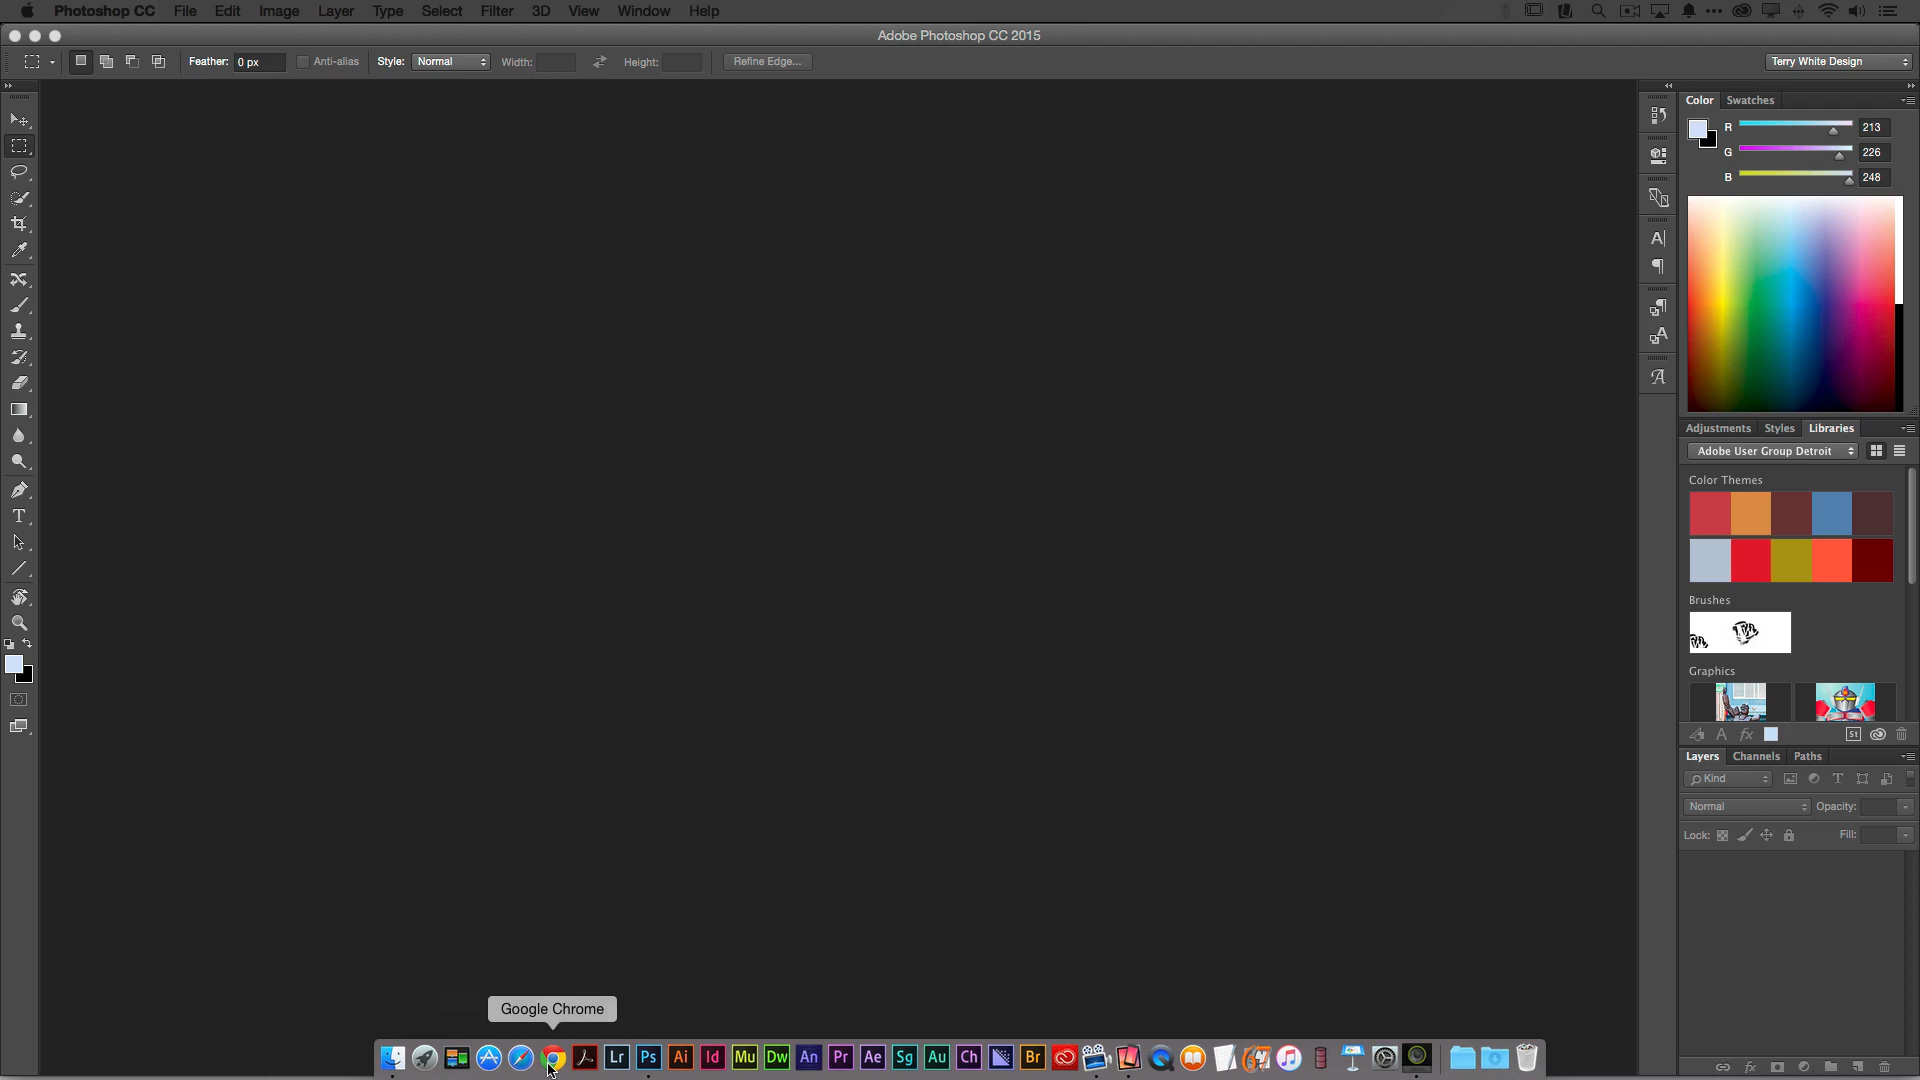 Photoshop CC File Edit Image Layer Type Select Filter 3D View Window Help
Adobe Photoshop CC 2015
Feather: 0 px Anti-alias Style: Normal Width: Height: Refine Edge... Terry White Design
Color Swatches
R 213
G 226
B 248
Adjustments Styles Libraries
Adobe User Group Detroit
Color Themes
Brushes
Graphics
A fx St
Layers Channels Paths
Kind T
Normal Opacity:
Lock: Fill:
fx
T
Google Chrome
Lr Ps Ai Id Mu Dw An Pr Ae Sg Au Ch Br